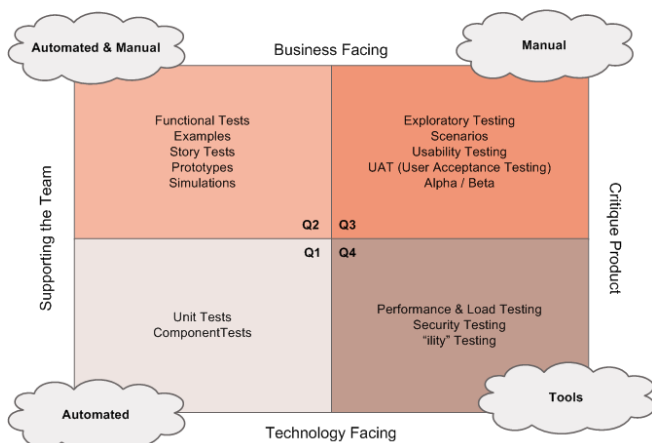 Automated & Manual
Business Facing
Manual
Supporting the Team
Functional Tests
Examples
Story Tests
Prototypes
Simulations
Q2
Exploratory Testing
Scenarios
Usability Testing
UAT (User Acceptance Testing)
Alpha / Beta
Q3
Critique Product
Q1
Unit Tests
ComponentTests
Q4
Performance & Load Testing
Security Testing
“ility” Testing
Automated
Technology Facing
Tools